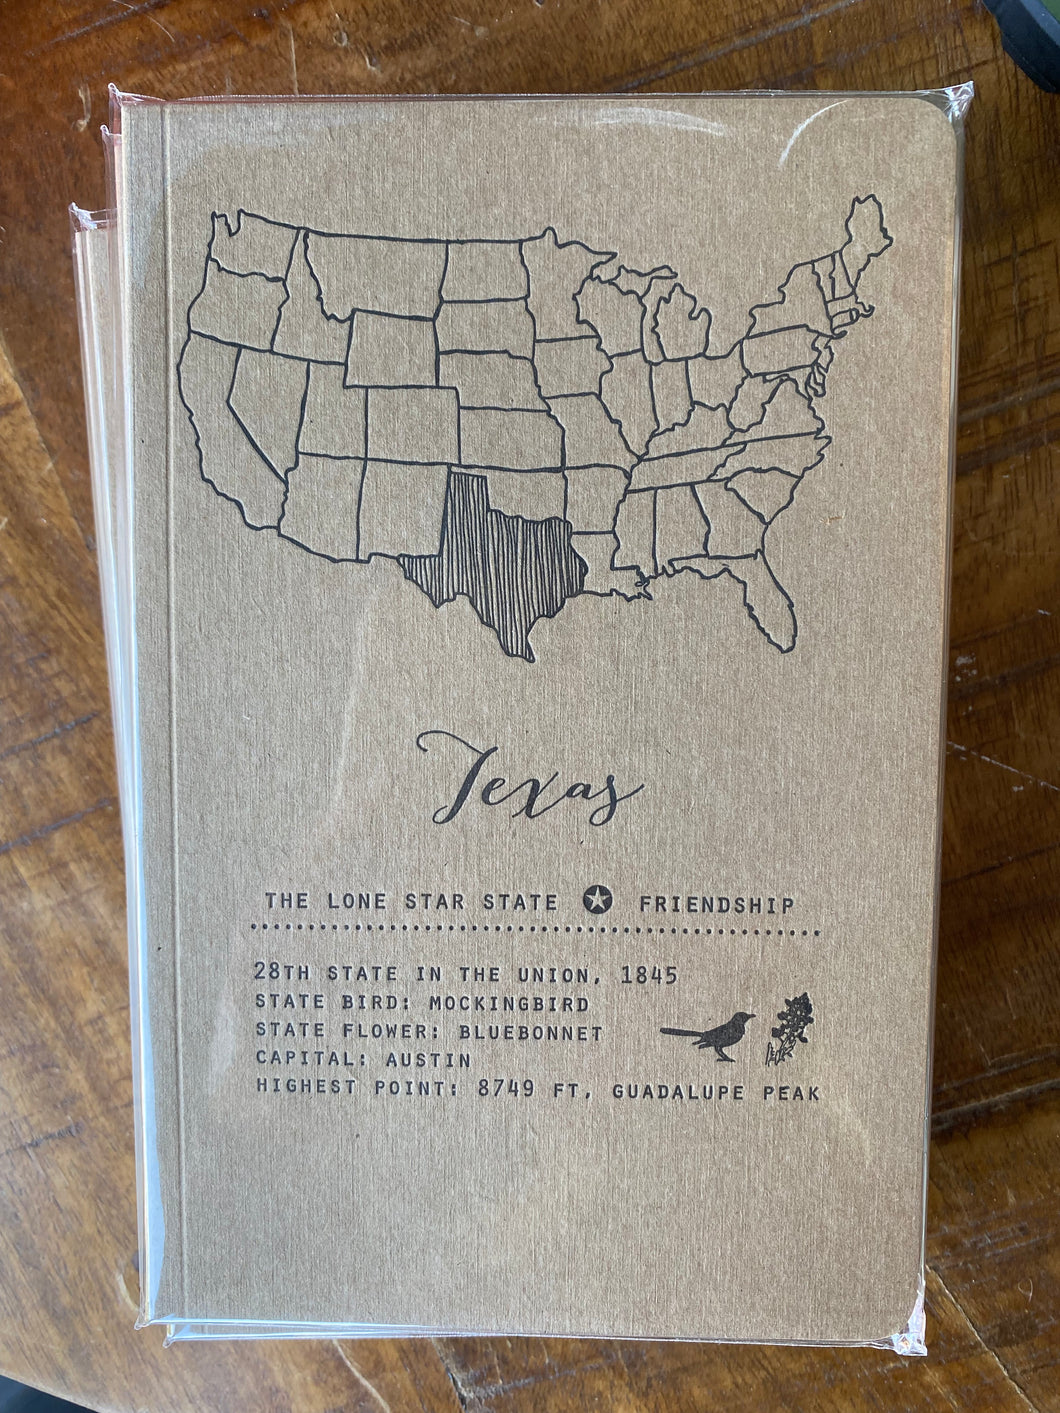 Texas
THE LONE STAR STATE FRIENDSHIP
28TH STATE IN THE UNION, 1845
STATE BIRD: MOCKINGBIRD
STATE FLOWER: BLUEBONNET
CAPITAL: AUSTIN
HIGHEST POINT: 8749 FT, GUADALUPE PEAK